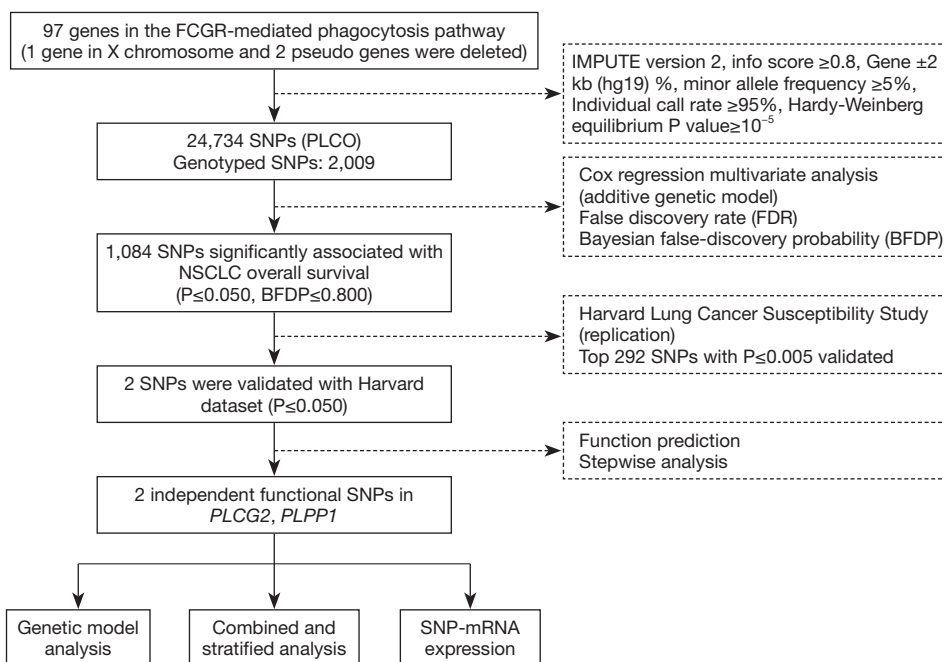 97 genes in the FCGR-mediated phagocytosis pathway
(1 gene in X chromosome and 2 pseudo genes were deleted)
IMPUTE version 2, info score ≥0.8, Gene ±2
kb (hg19) %, minor allele frequency ≥5%,
Individual call rate ≥95%, Hardy-Weinberg
equilibrium P value≥10⁻⁵
24,734 SNPs (PLCO)
Genotyped SNPs: 2,009
Cox regression multivariate analysis
(additive genetic model)
False discovery rate (FDR)
Bayesian false-discovery probability (BFDP)
1,084 SNPs significantly associated with
NSCLC overall survival
(P≤0.050, BFDP≤0.800)
Harvard Lung Cancer Susceptibility Study
(replication)
Top 292 SNPs with P≤0.005 validated
2 SNPs were validated with Harvard
dataset (P≤0.050)
Function prediction
Stepwise analysis
2 independent functional SNPs in
PLCG2, PLPP1
Genetic model
analysis
Combined and
stratified analysis
SNP-mRNA
expression